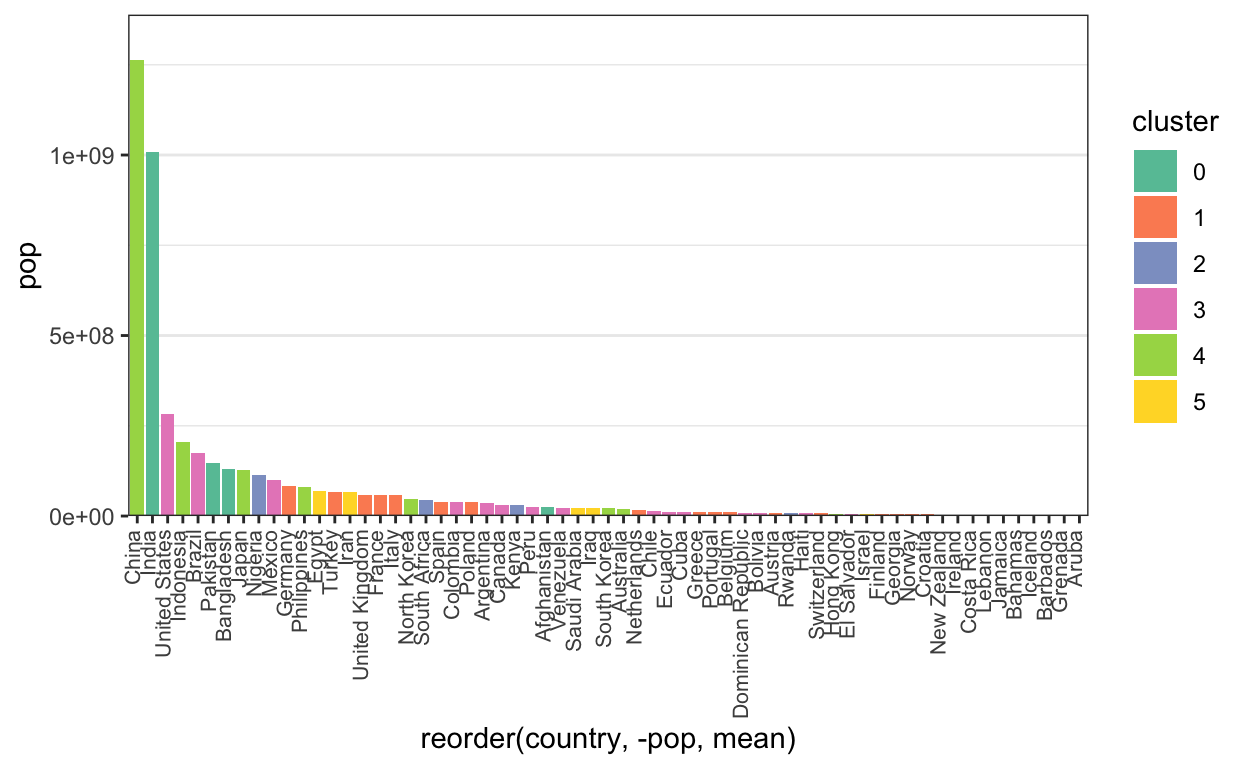 pop
1e+09
5e+08
0e+00
China
India
United States
Indonesia
Brazil
Pakistan
Bangladesh
Japan
Nigeria
Mexico
Germany
Philippines
Egypt
Turkey
Iran
United Kingdom
France
Italy
North Korea
South Africa
Spain
Colombia
Poland
Argentina
Canada
Kenya
Peru
Afghanistan
Venezuela
Saudi Arabia
Iraq
South Korea
Australia
Netherlands
Chile
Ecuador
Cuba
Greece
Portugal
Belgium
Dominican Republic
Bolivia
Austria
Rwanda
Haiti
Switzerland
Hong Kong
El Salvador
Israel
Finland
Georgia
Norway
Croatia
New Zealand
Ireland
Costa Rica
Lebanon
Jamaica
Bahamas
Iceland
Barbados
Grenada
Aruba
reorder(country, -pop, mean)
cluster
0
1
2
3
4
5